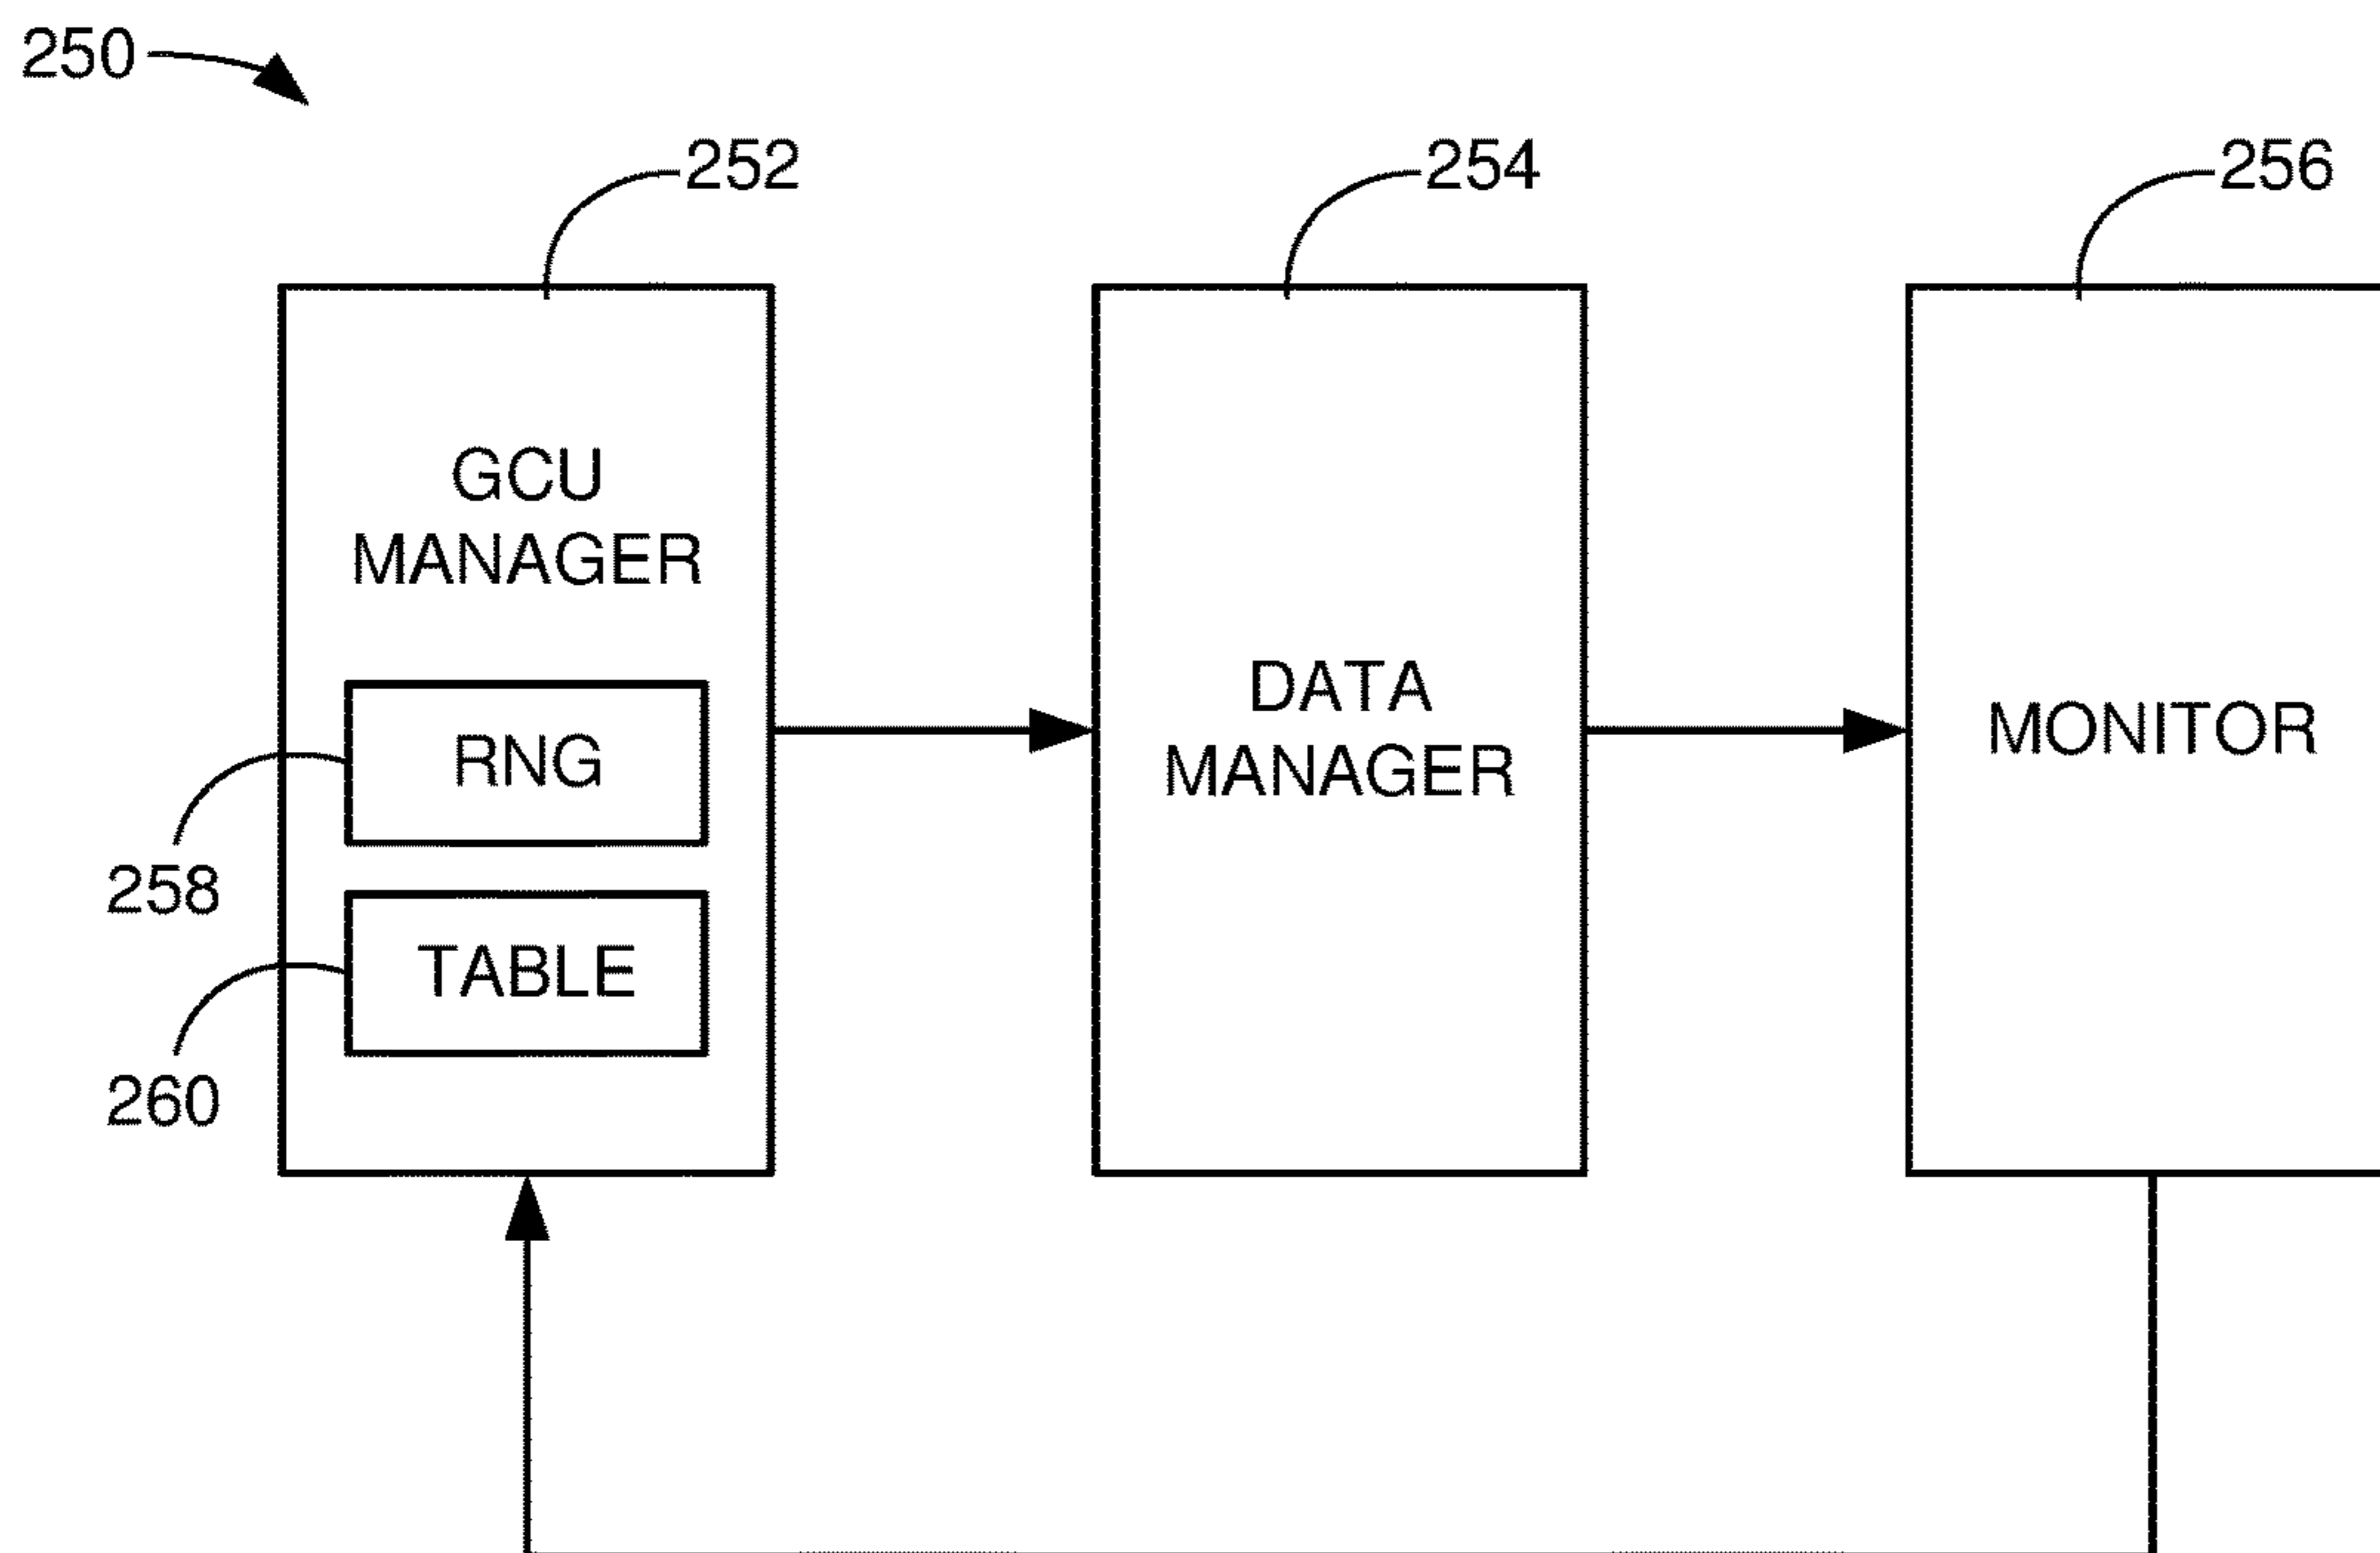 250
252
254
256
GCU
MANAGER
RNG
258
TABLE
260
DATA
MANAGER
MONITOR